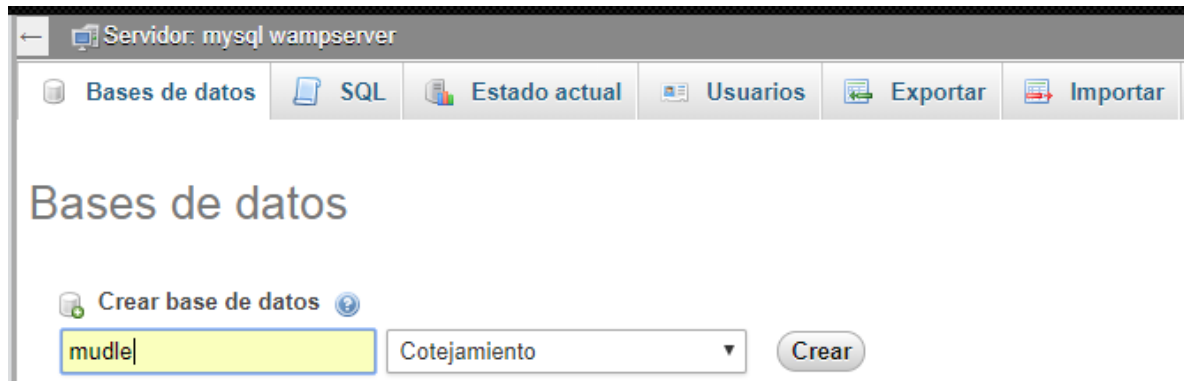 Servidor: mysql wampserver
Bases de datos SQL Estado actual Usuarios Exportar Importar
Bases de datos
Crear base de datos
mudle Cotejamiento Crear